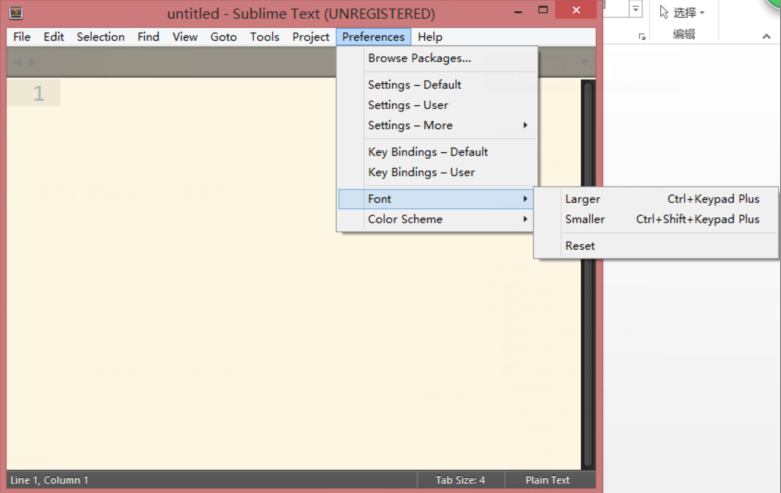 untitled - Sublime Text (UNREGISTERED)
选择
File Edit Selection Find View Goto Tools Project Preferences Help
编辑
Browse Packages...
1
Settings – Default
Settings – User
Settings – More
Key Bindings – Default
Key Bindings – User
Font
Larger Ctrl+Keypad Plus
Color Scheme
Smaller Ctrl+Shift+Keypad Plus
Reset
Line 1, Column 1 Tab Size: 4 Plain Text